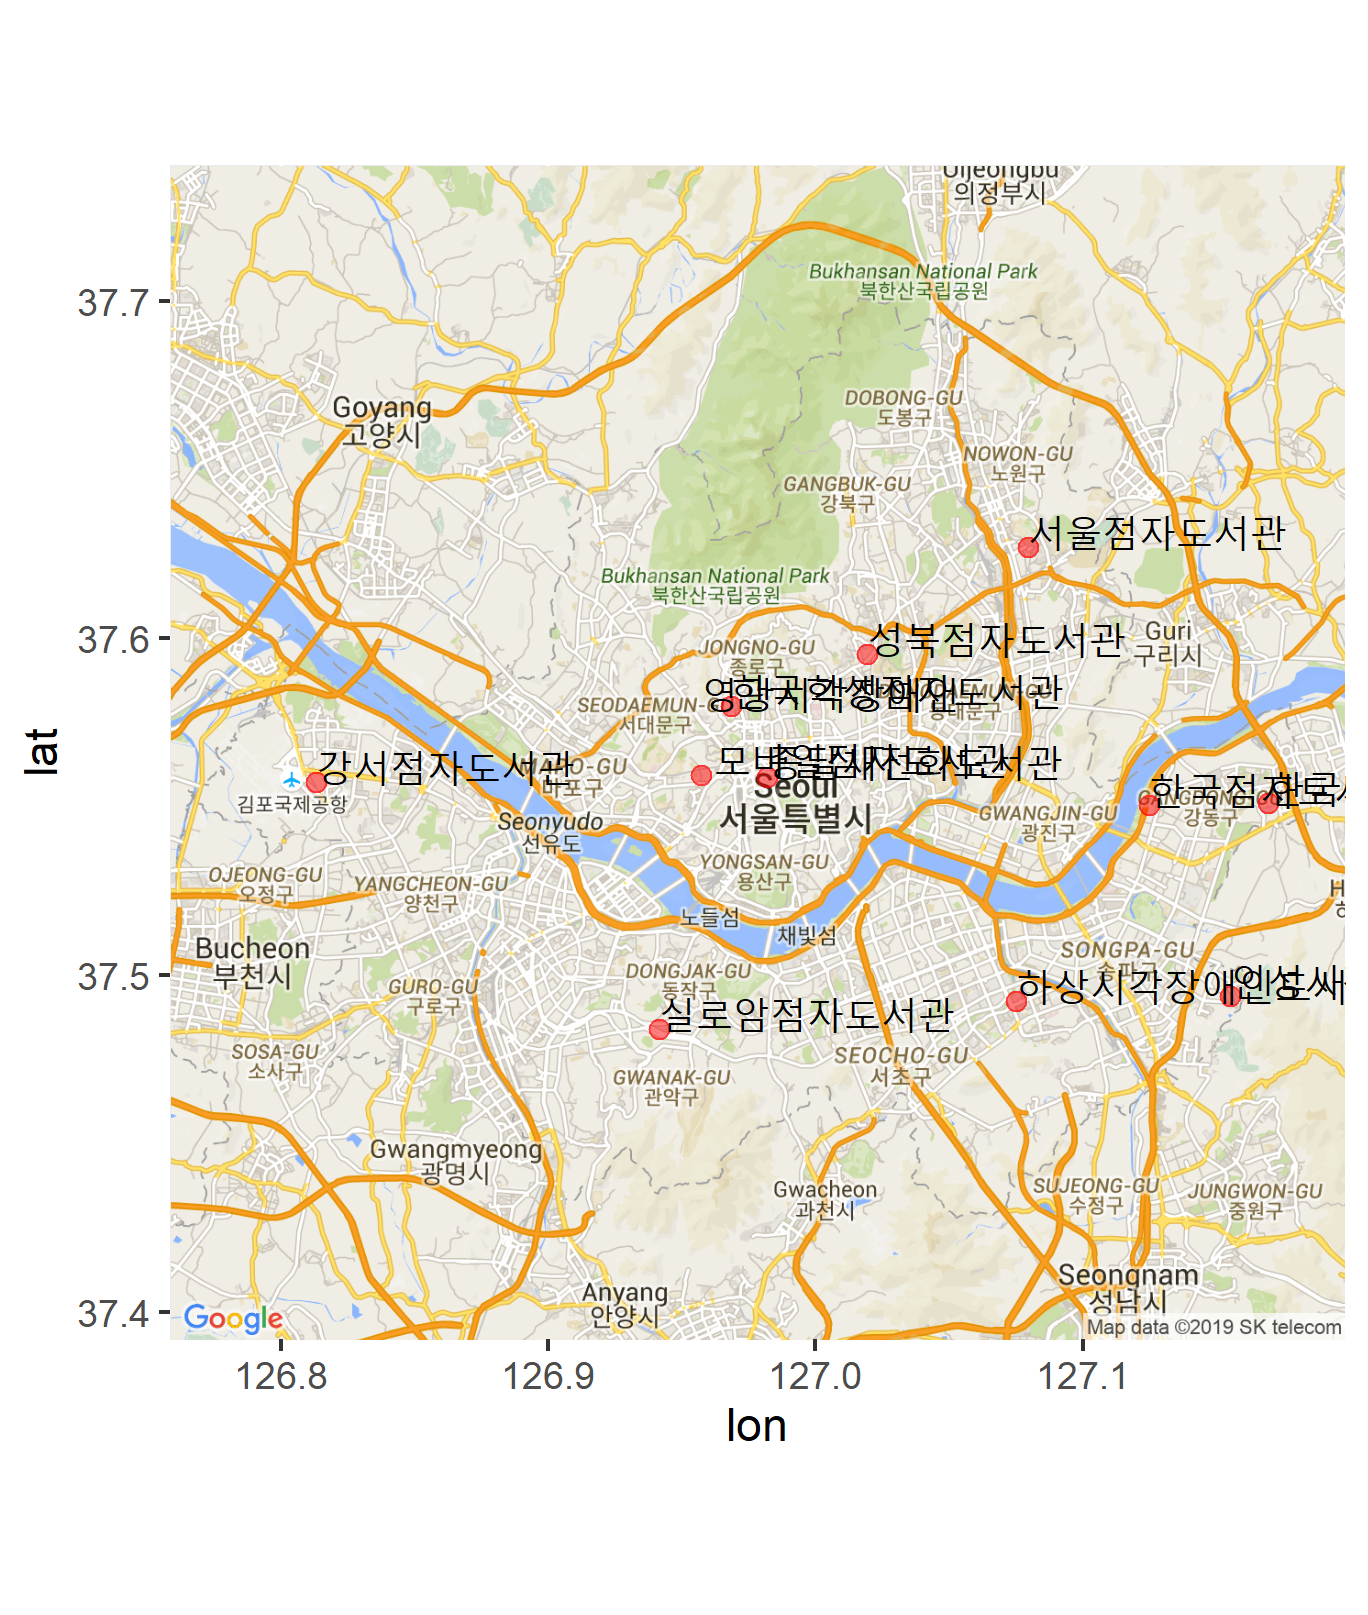 Uijeongbu
의정부시
Bukhansan National Park
북한산국립공원
37.7
DOBONG-GU
도봉구
Goyang
고양시
NOWON-GU
노원구
GANGBUK-GU
강북구
서울점자도서관
Bukhansan National Park
북한산국립공원
37.6
성북점자도서관
Guri
구리시
JONGNO-GU
종로구
SEODAEMUN-G
서대문구
동대문구
강서점자도서관
마포구
김포국제공항
Seoul
서울특별시
한국점자도서
강동구
Seonyudo
선유도
GWANGJIN-GU
광진구
YONGSAN-GU
용산구
OJEONG-GU
오정구
YANGCHEON-GU
양천구
노들섬
채빛섬
Bucheon
부천시
SONGPA-GU
송파구
37.5
DONGJAK-GU
동작구
GURO-GU
구로구
하상시각장애인
실로암점자도서관
SOSA-GU
소사구
SEOCHO-GU
서초구
GWANAK-GU
관악구
Gwangmyeong
광명시
Gwacheon
과천시
SUJEONG-GU
수정구
JUNGWON-GU
중원구
Seongnam
성남시
Anyang
안양시
37.4
Google
Map data ©2019 SK telecom
126.8
126.9
127.0
127.1
lon
lat